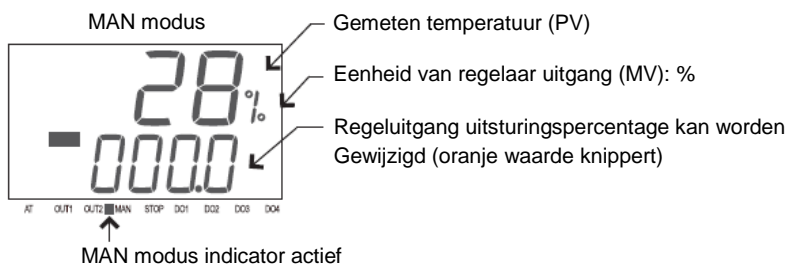 MAN modus
Gemeten temperatuur (PV)
28
Eenheid van regelaar uitgang (MV): %
%
Regeluitgang uitsturingspercentage kan worden
Gewijzigd (oranje waarde knippert)
000.0
AT OUT1 OUT2 MAN STOP DO1 DO2 DO3 DO4
MAN modus indicator actief